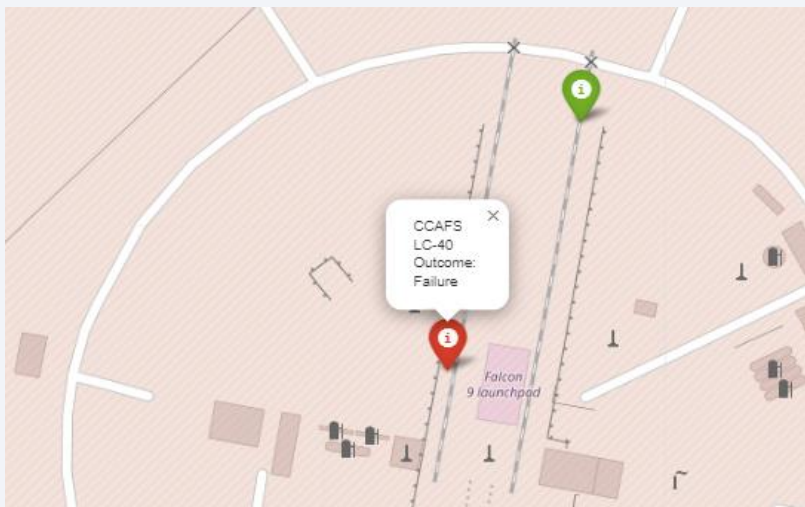 i
CCAFS
LC-40
Outcome:
Failure
i
Falcon
9 launchpad